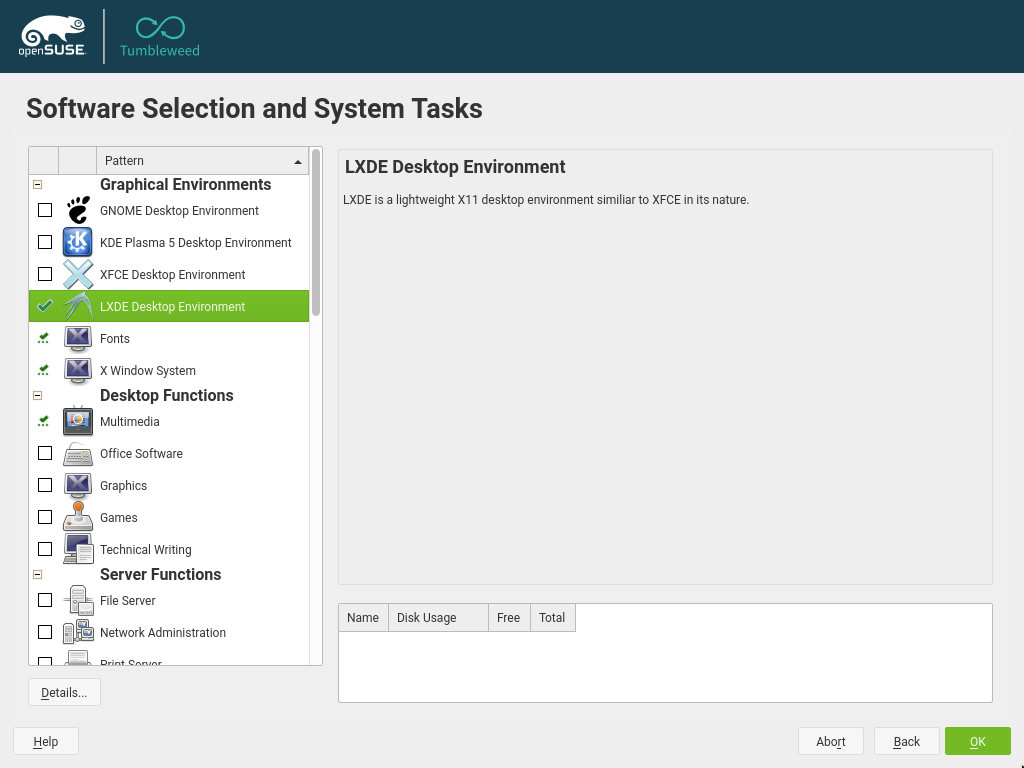 openSUSE
Tumbleweed
Software Selection and System Tasks
Pattern
Graphical Environments
GNOME Desktop Environment
KDE Plasma 5 Desktop Environment
XFCE Desktop Environment
LXDE Desktop Environment
Fonts
X Window System
Desktop Functions
Multimedia
Office Software
Graphics
Games
Technical Writing
Server Functions
File Server
Network Administration
Print Server
Details...
LXDE Desktop Environment
LXDE is a lightweight X11 desktop environment similiar to XFCE in its nature.
Name Disk Usage Free Total
Help Abort Back OK